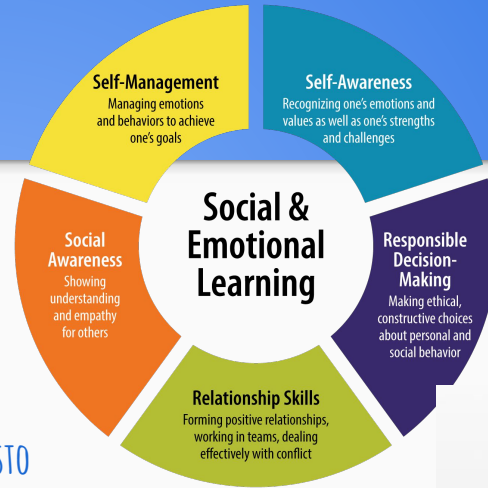 Self-Management
Managing emotions
and behaviors to achieve
one's goals
Self-Awareness
Recognizing one's emotions and
values as well as one's strengths
and challenges
Social &
Emotional
Learning
Social
Awareness
Showing
understanding
and empathy
for others
Responsible
Decision-
Making
Making ethical,
constructive choices
about personal and
social behavior
Relationship Skills
Forming positive relationships,
working in teams, dealing
effectively with conflict